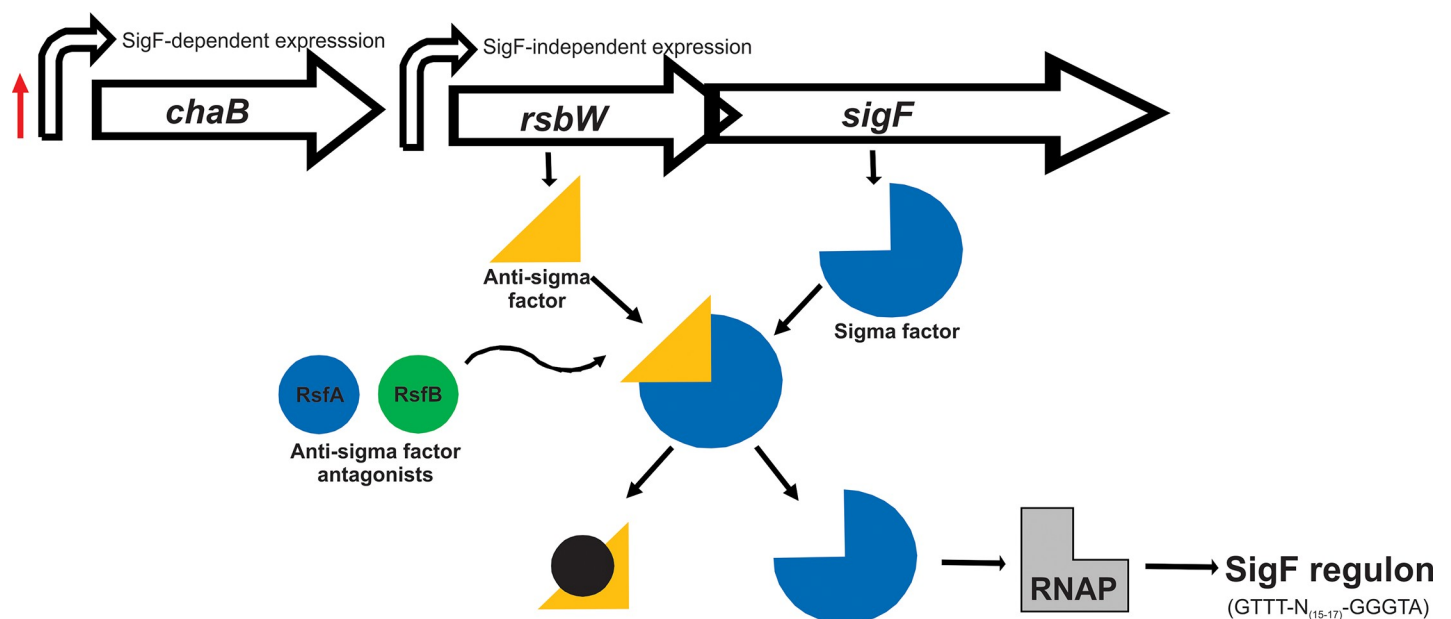 SigF-dependent expresssion
SigF-independent expression
chaB
rsbW
sigF
Anti-sigma
factor
Sigma factor
RsfA
RsfB
Anti-sigma factor
antagonists
RNAP
SigF regulon
(GTTT-N(15-17)-GGGTA)